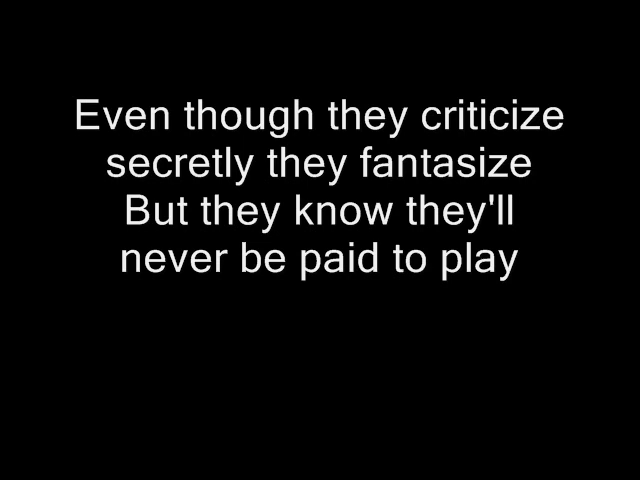 Even though they criticize
secretly they fantasize
But they know they'll
never be paid to play